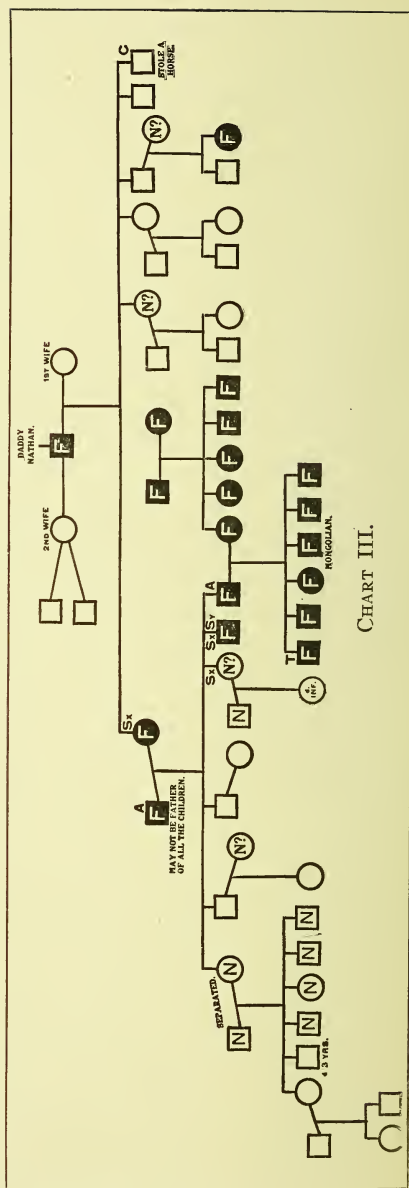 DADDY
NATHAN.
2ND WIFE
F
1ST WIFE
Sx
C
A
F
F
N?
N?
STOLE A
HORSE.
MAY NOT BE FATHER
OF ALL THE CHILDREN.
F
F
SEPARATED.
Sx
Sx Sy
A
N
N
N?
N
N?
F
F
F
F
F
F
F
F
4
INF.
T
F
F
F
F
F
F
MONGOLIAN.
N
N
N
N
4 3 YRS.
CHART III.